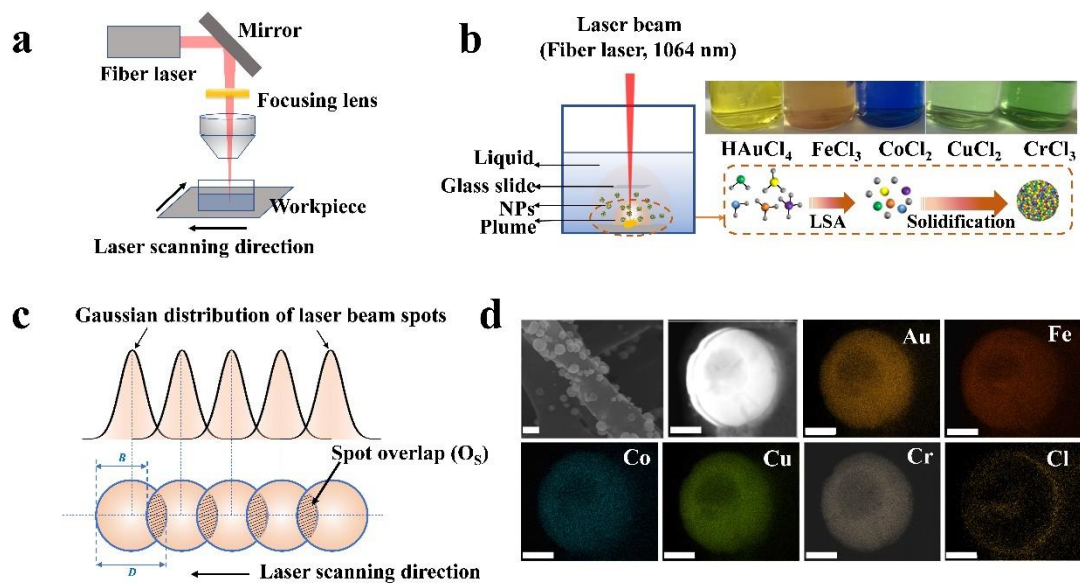 a
Mirror
Fiber laser
Focusing lens
Workpiece
Laser scanning direction
b
Laser beam
(Fiber laser, 1064 nm)
Liquid
Glass slide
NPs
Plume
HAuCl4 FeCl3 CoCl2 CuCl2 CrCl3
LSA
Solidification
c
Gaussian distribution of laser beam spots
Spot overlap (OS)
B
D
Laser scanning direction
d
Au
Fe
Co
Cu
Cr
Cl